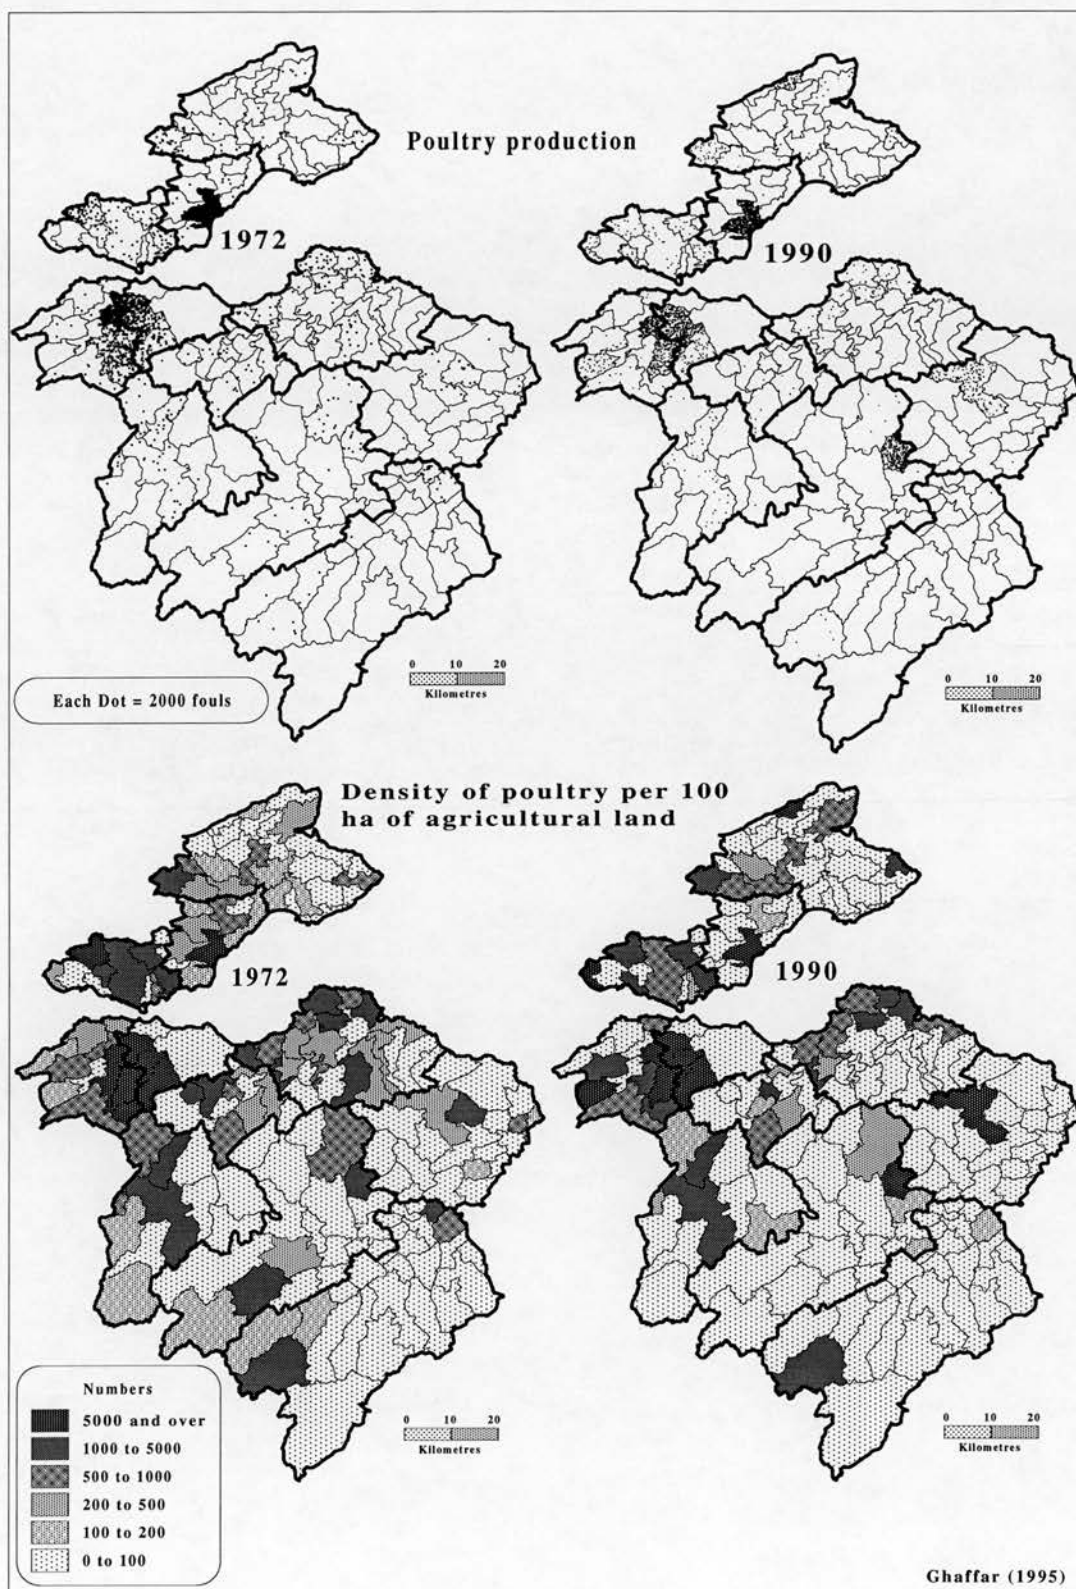 Poultry production
1972
1990
0 10 20
Kilometres
0 10 20
Kilometres
Each Dot = 2000 fouls
Density of poultry per 100
ha of agricultural land
1972
1990
Numbers
5000 and over
1000 to 5000
500 to 1000
200 to 500
100 to 200
0 to 100
0 10 20
Kilometres
0 10 20
Kilometres
Ghaffar (1995)